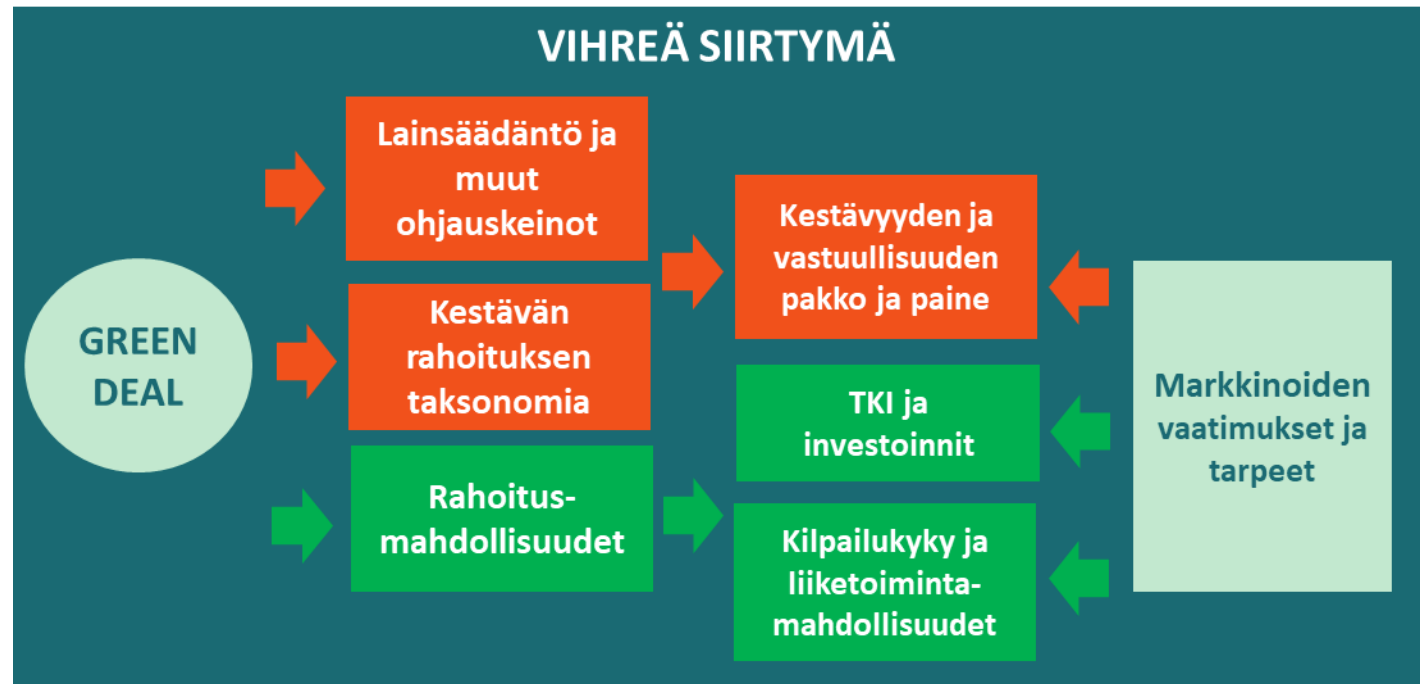 VIHREÄ SIIRTYMÄ
GREEN
DEAL
Lainsäädäntö ja
muut
ohjauskeinot
Kestävän
rahoituksen
taksonomia
Rahoitus-
mahdollisuudet
Kestävyyden ja
vastuullisuuden
pakko ja paine
TKI ja
investoinnit
Kilpailukyky ja
liiketoiminta-
mahdollisuudet
Markkinoiden
vaatimukset ja
tarpeet